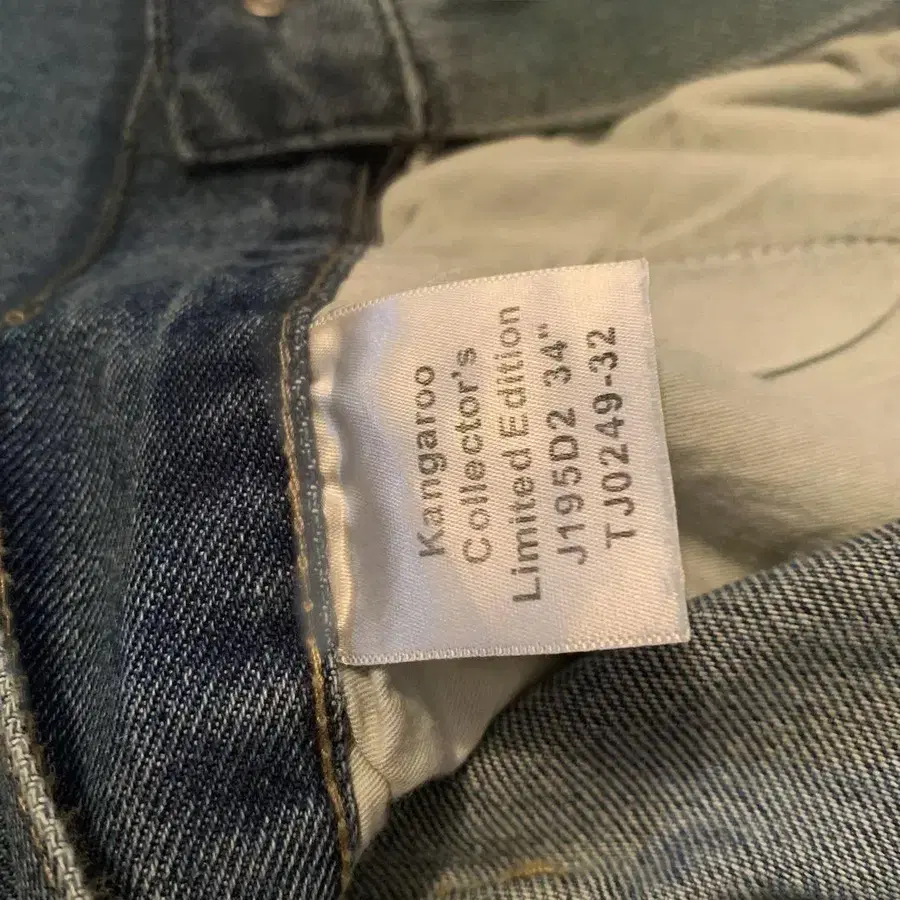 Kangaroo
Collector's
Limited Edition
J195D2 34"
TJ0249-32